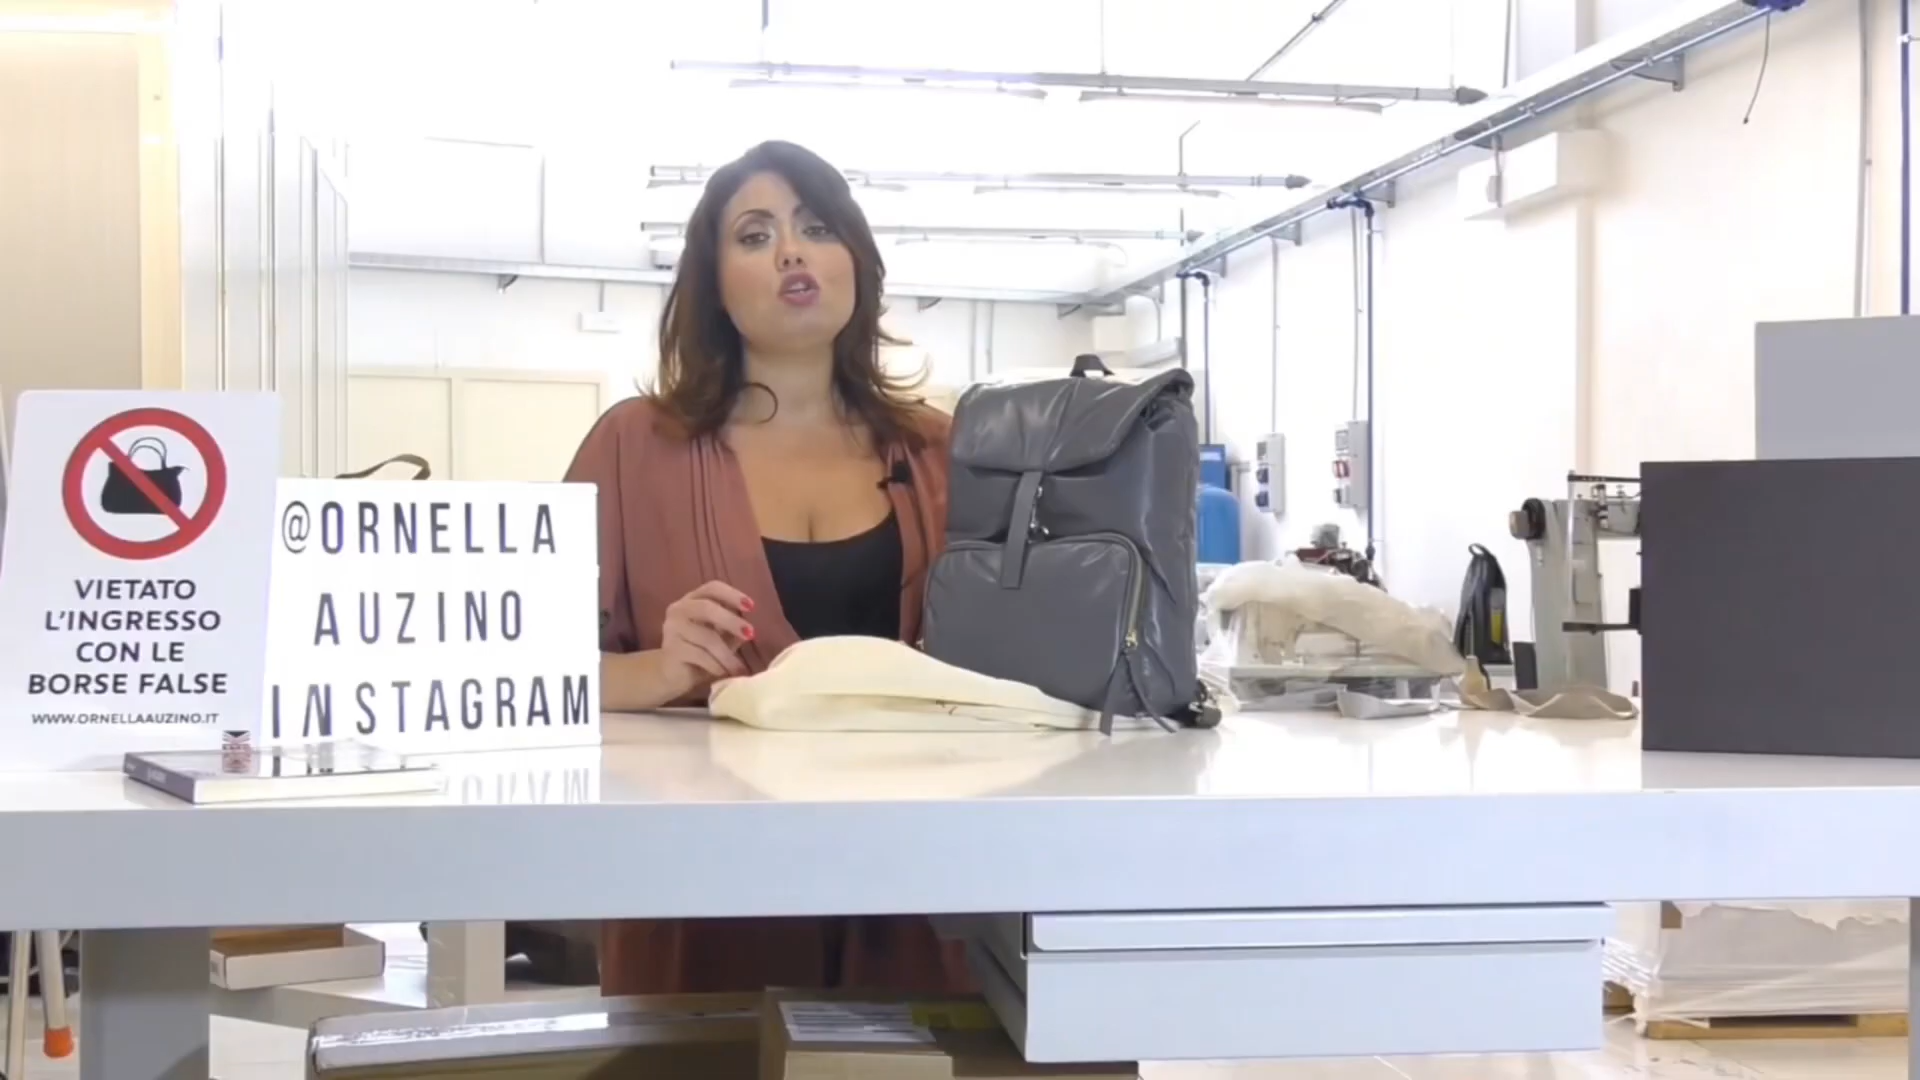 VIETATO
L'INGRESSO
CON LE
BORSE FALSE
WWW.ORNELLAAUZINO.IT
@ORNELLA
AUZINO
INSTAGRAM